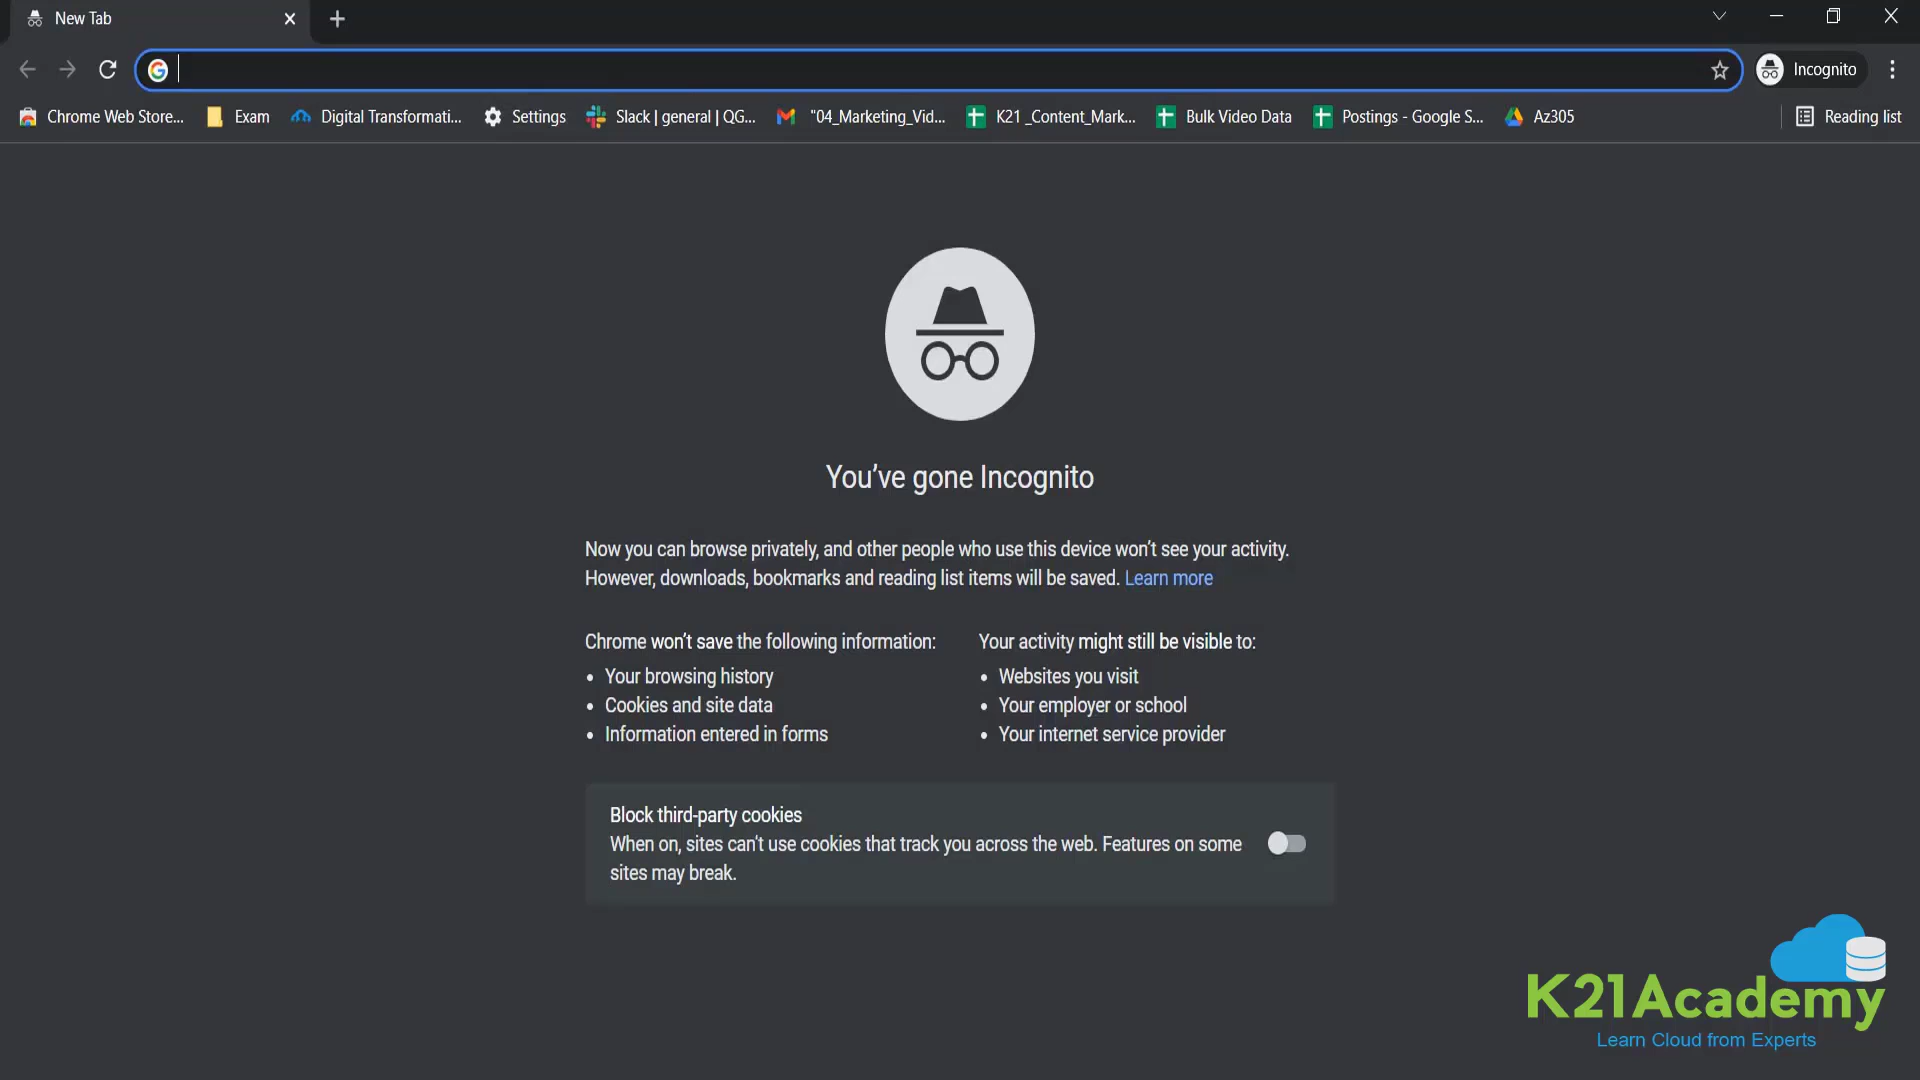 New Tab
Incognito
Chrome Web Store...
Exam
Digital Transformati...
Settings
Slack | general | QG...
"04_Marketing_Vid...
K21 _Content_Mark...
Bulk Video Data
Postings - Google S...
Az305
Reading list
You've gone Incognito
Now you can browse privately, and other people who use this device won't see your activity.
However, downloads, bookmarks and reading list items will be saved. Learn more
Chrome won't save the following information:
Your browsing history
Cookies and site data
Information entered in forms
Your activity might still be visible to:
Websites you visit
Your employer or school
Your internet service provider
Block third-party cookies
When on, sites can't use cookies that track you across the web. Features on some
sites may break.
K21Academy
Learn Cloud from Experts